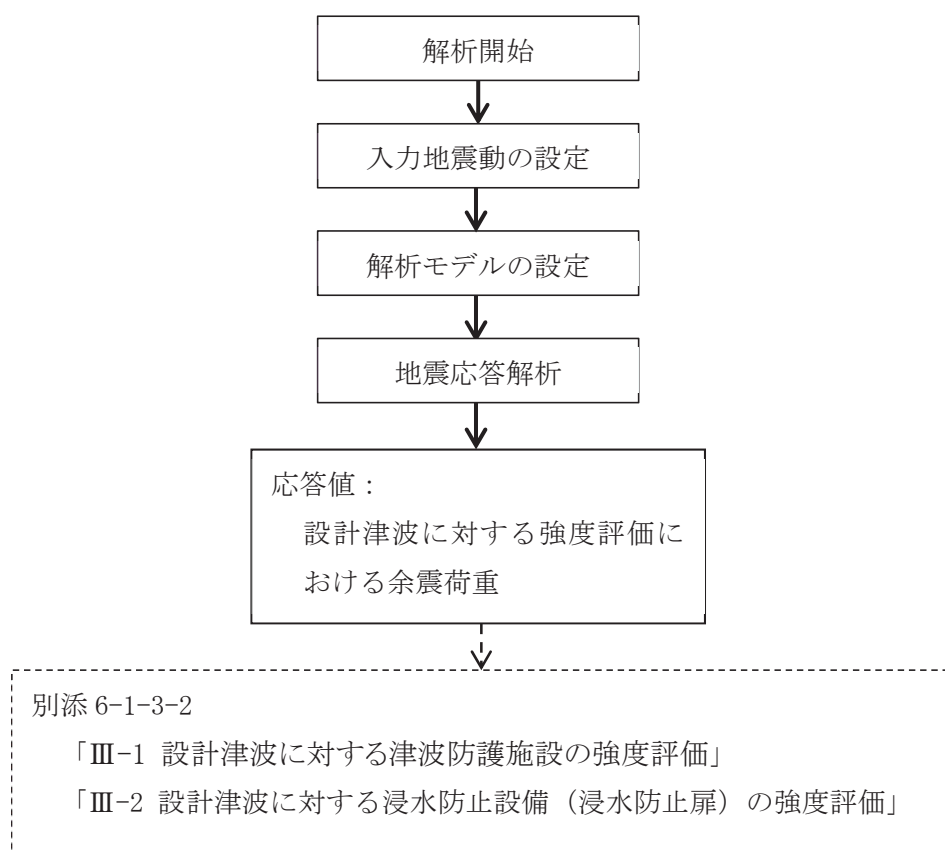 解析開始
入力地震動の設定
解析モデルの設定
地震応答解析
応答値：
設計津波に対する強度評価に
おける余震荷重
別添 6-1-3-2
「Ⅲ-1 設計津波に対する津波防護施設の強度評価」
「Ⅲ-2 設計津波に対する浸水防止設備（浸水防止扉）の強度評価」